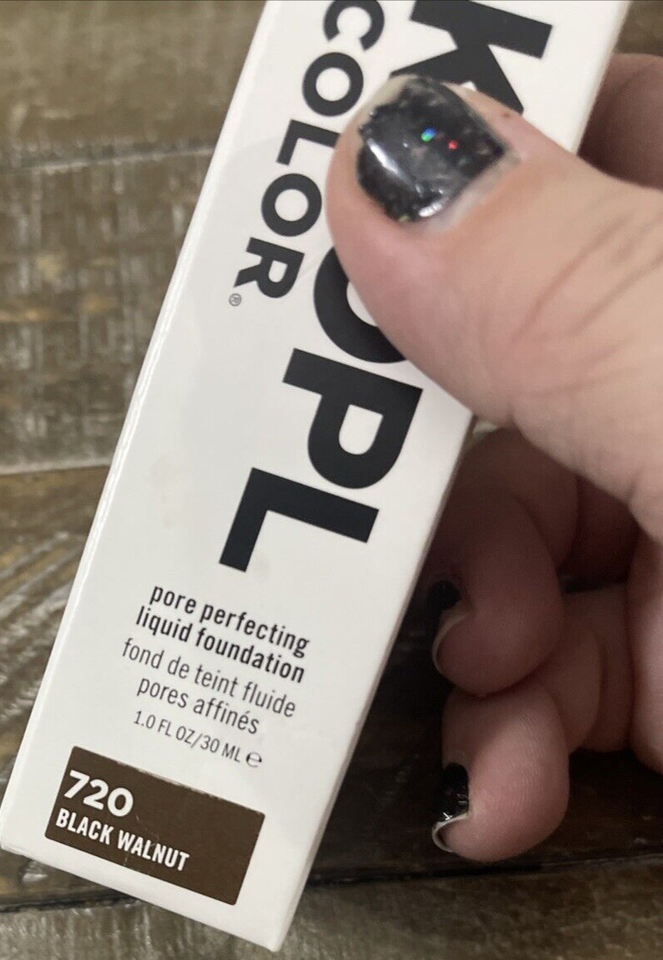 COLOR®
pore perfecting
liquid foundation
fond de teint fluide
pores affinés
1.0 FL OZ/30 ML ℮
720
BLACK WALNUT